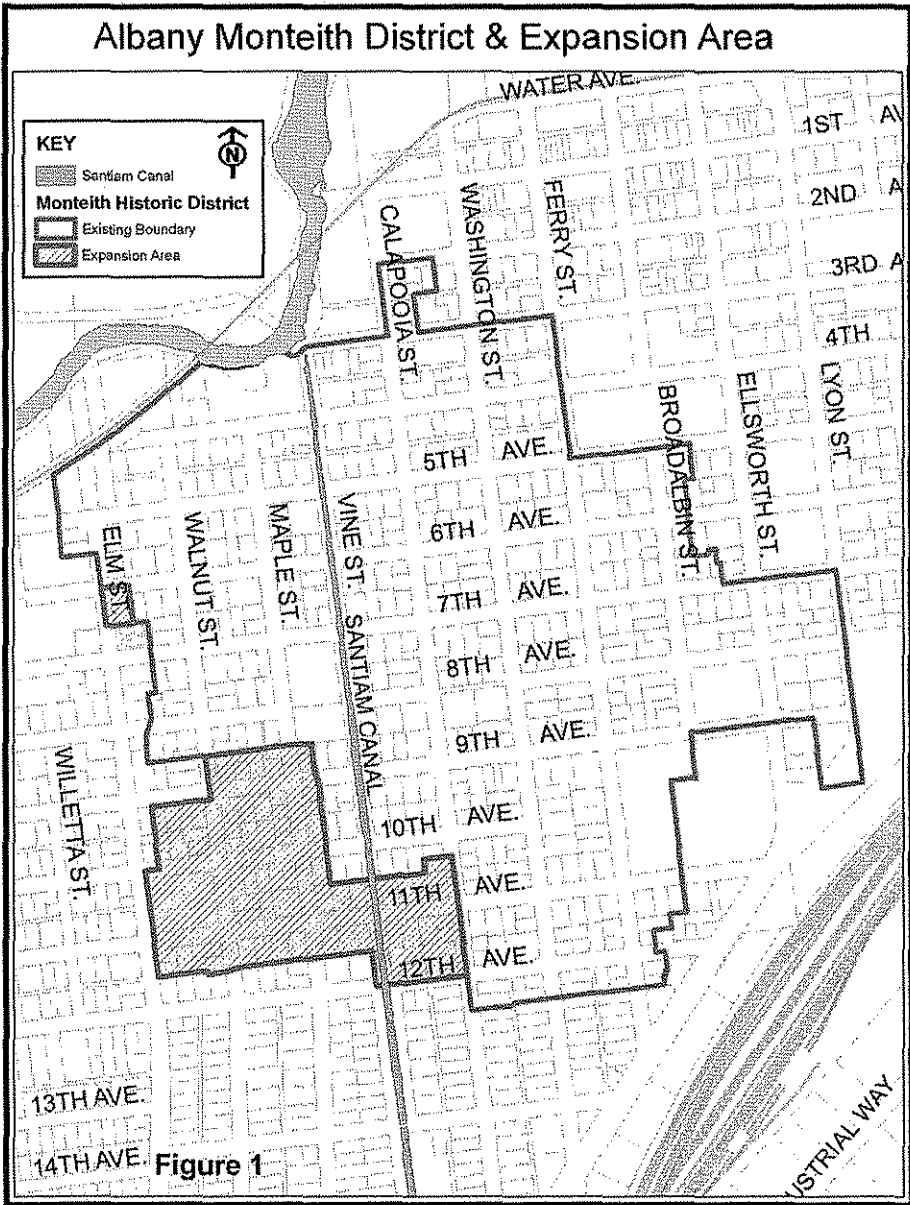 Albany Monteith District & Expansion Area
KEY
N
Santiam Canal
Monteith Historic District
Existing Boundary
Expansion Area
WATER AVE.
1ST AV
2ND A
3RD A
4TH
CALAPOOIA ST.
WASHINGTON ST.
FERRY ST.
BROADALBIN ST.
ELLSWORTH ST.
LYON ST.
5TH AVE.
6TH AVE.
7TH AVE.
8TH AVE.
9TH AVE.
10TH AVE.
11TH AVE.
12TH AVE.
ELM ST.
WALNUT ST.
MAPLE ST.
VINE ST.
SANTIAM CANAL
WILLETTA ST.
13TH AVE.
14TH AVE.
Figure 1
USTRIAL WAY